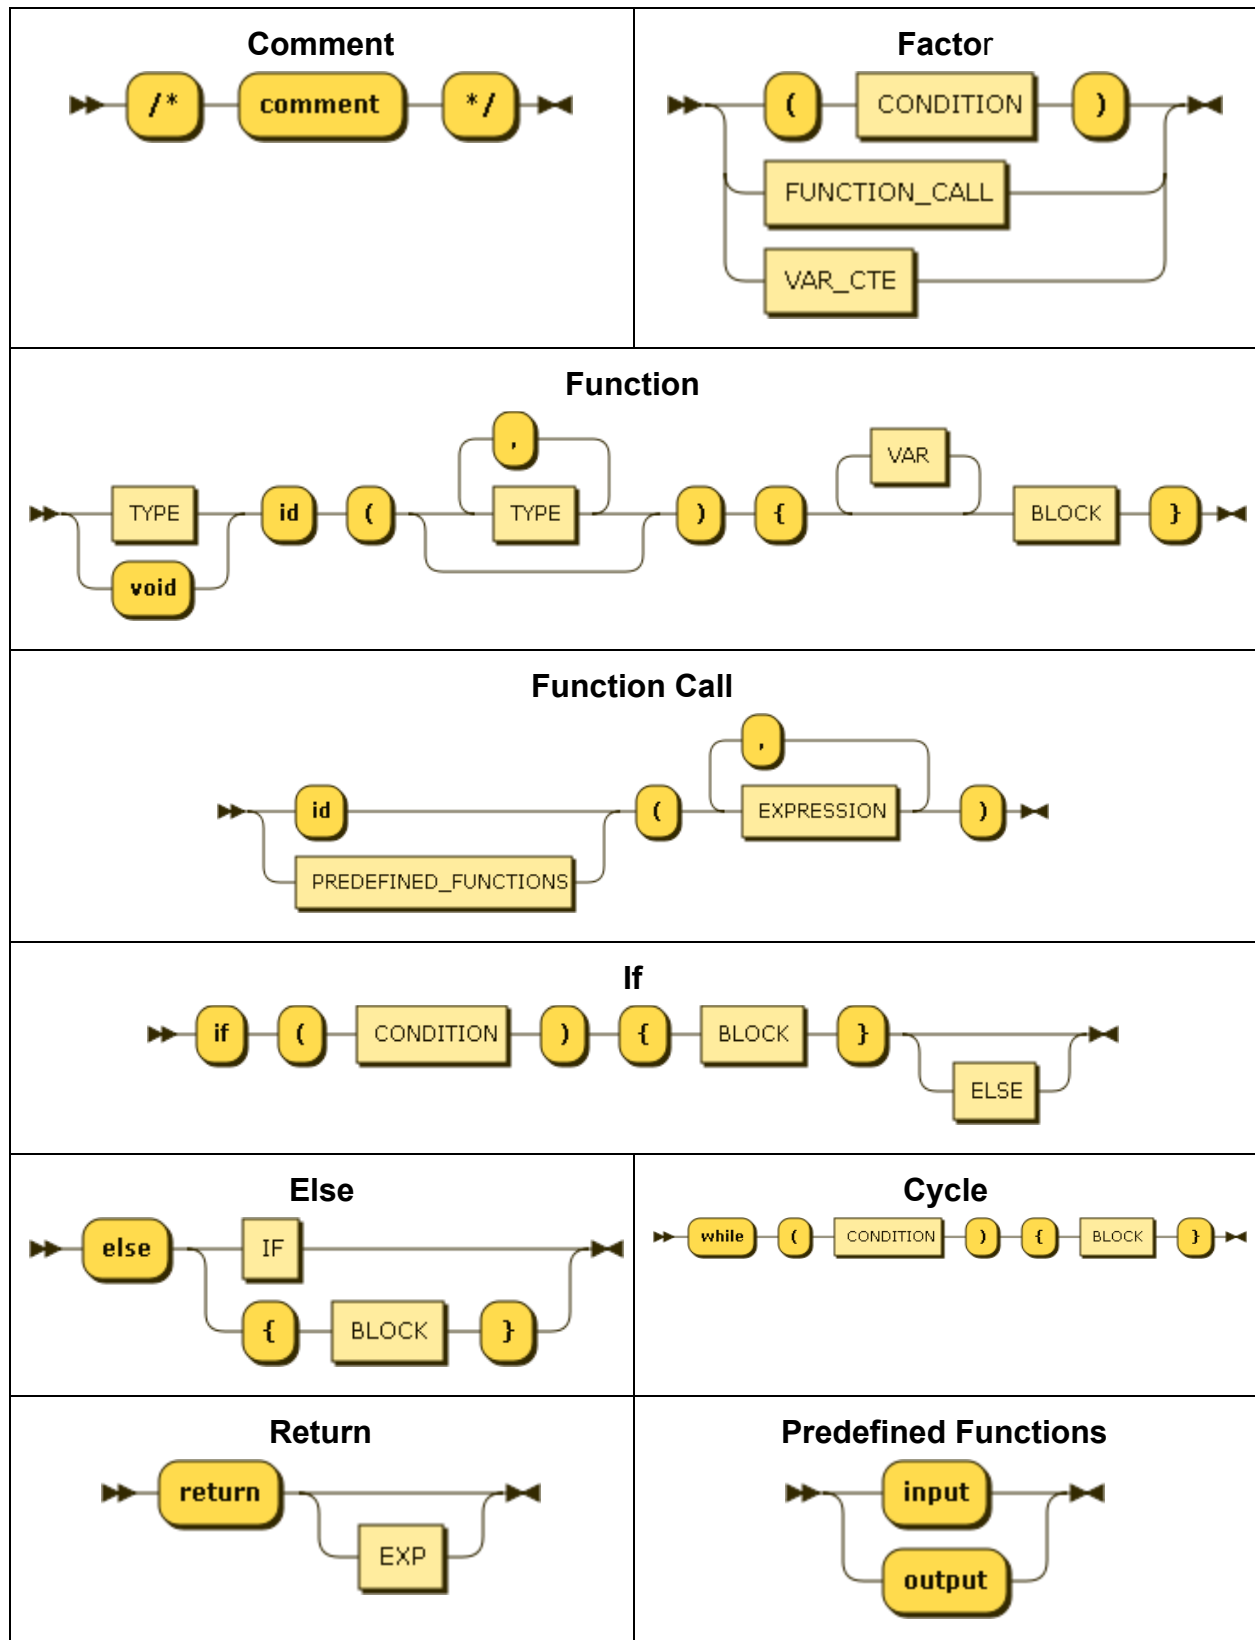 Comment
/* comment */
Factor
( CONDITION )
FUNCTION_CALL
VAR_CTE
Function
,
VAR
TYPE id ( TYPE ) { BLOCK }
void
Function Call
,
id ( EXPRESSION )
PREDEFINED_FUNCTIONS
If
if ( CONDITION ) { BLOCK }
ELSE
Else
else IF
{ BLOCK }
Cycle
while ( CONDITION ) { BLOCK }
Return
return
EXP
Predefined Functions
input
output